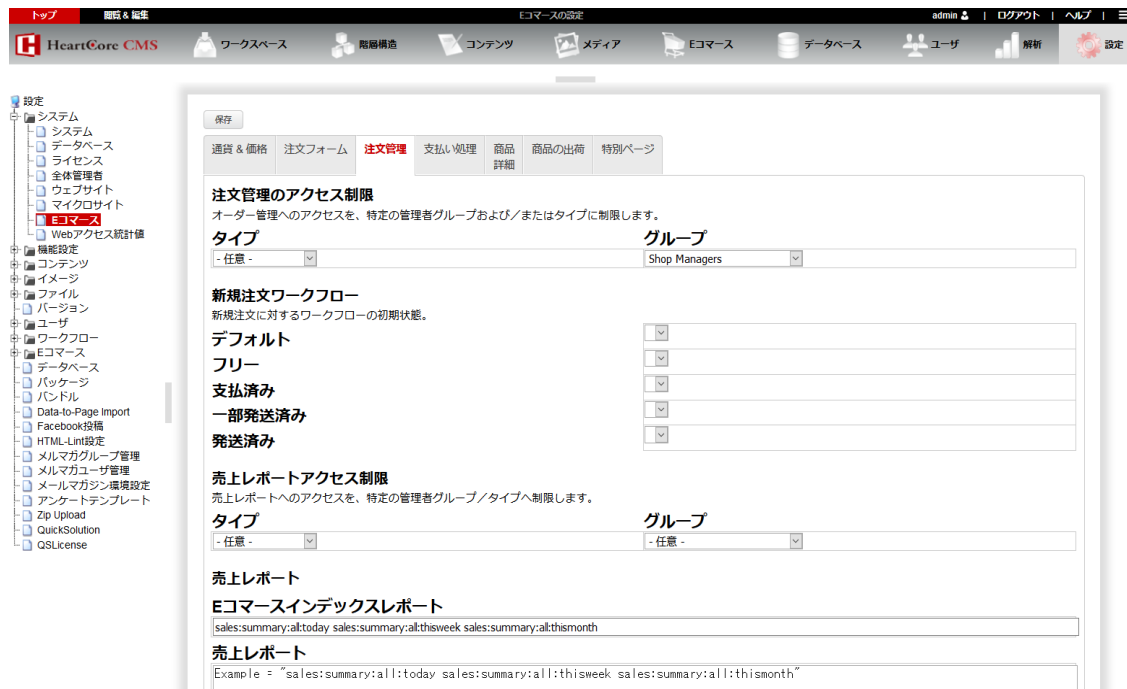 トップ 閲覧 & 編集 Eコマースの設定 admin | ログアウト | ヘルプ |
HeartCore CMS ワークスペース 階層構造 コンテンツ メディア Eコマース データベース ユーザ 解析 設定
設定
システム
システム
データベース
ライセンス
全体管理者
ウェブサイト
マイクロサイト
Eコマース
Webアクセス統計値
機能設定
コンテンツ
イメージ
ファイル
バージョン
ユーザ
ワークフロー
Eコマース
データベース
パッケージ
バンドル
Data-to-Page Import
Facebook投稿
HTML-Lint設定
メルマガグループ管理
メルマガユーザ管理
メールマガジン環境設定
アンケートテンプレート
Zip Upload
QuickSolution
QSLicense
保存
通貨 & 価格 注文フォーム 注文管理 支払い処理 商品 商品の出荷 特別ページ
詳細
注文管理のアクセス制限
オーダー管理へのアクセスを、特定の管理者グループおよび／またはタイプに制限します。
タイプ グループ
- 任意 - Shop Managers
新規注文ワークフロー
新規注文に対するワークフローの初期状態。
デフォルト
フリー
支払済み
一部発送済み
発送済み
売上レポートアクセス制限
売上レポートへのアクセスを、特定の管理者グループ／タイプへ制限します。
タイプ グループ
- 任意 - - 任意 -
売上レポート
Eコマースインデックスレポート
sales:summary:all:today sales:summary:all:thisweek sales:summary:all:thismonth
売上レポート
Example = "sales:summary:all:today sales:summary:all:thisweek sales:summary:all:thismonth"